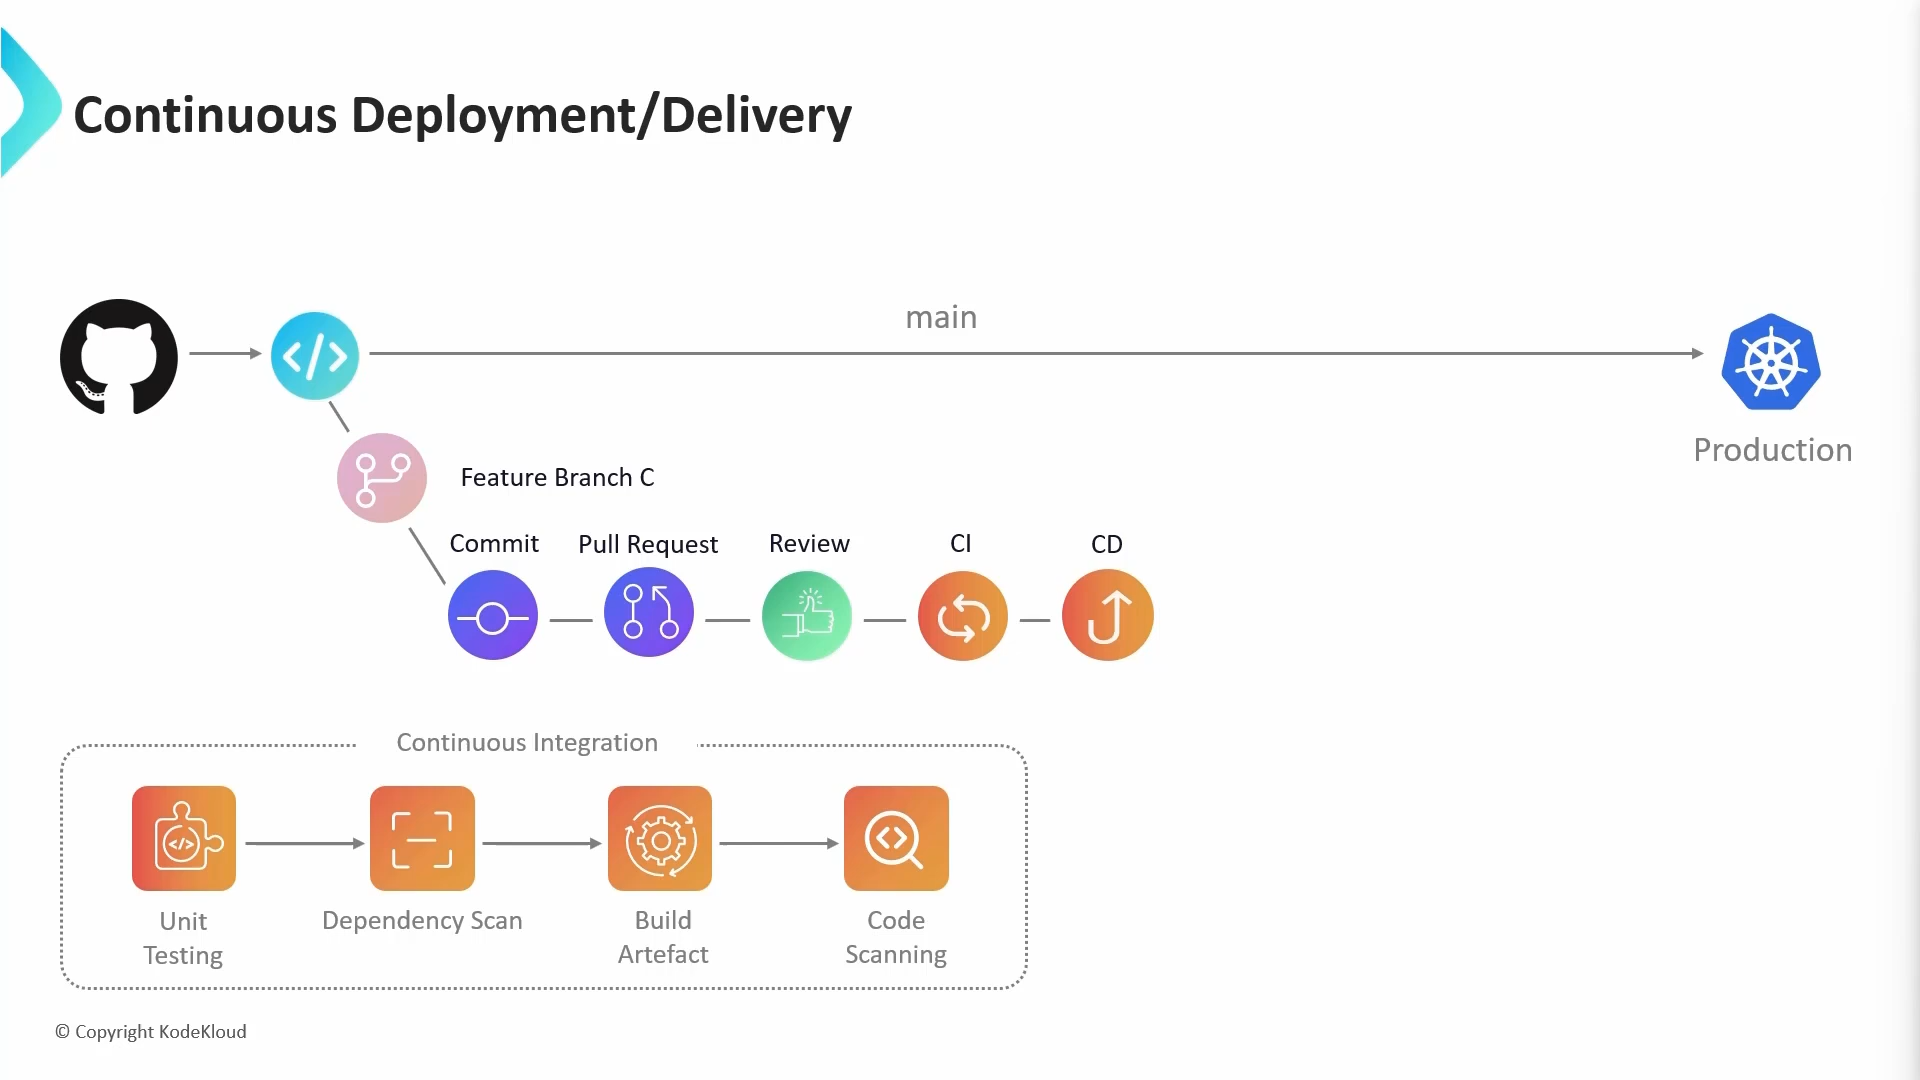 Continuous Deployment/Delivery
main
Production
Feature Branch C
Commit
Pull Request
Review
CI
CD
Continuous Integration
Unit
Testing
Dependency Scan
Build
Artefact
Code
Scanning
© Copyright KodeKloud